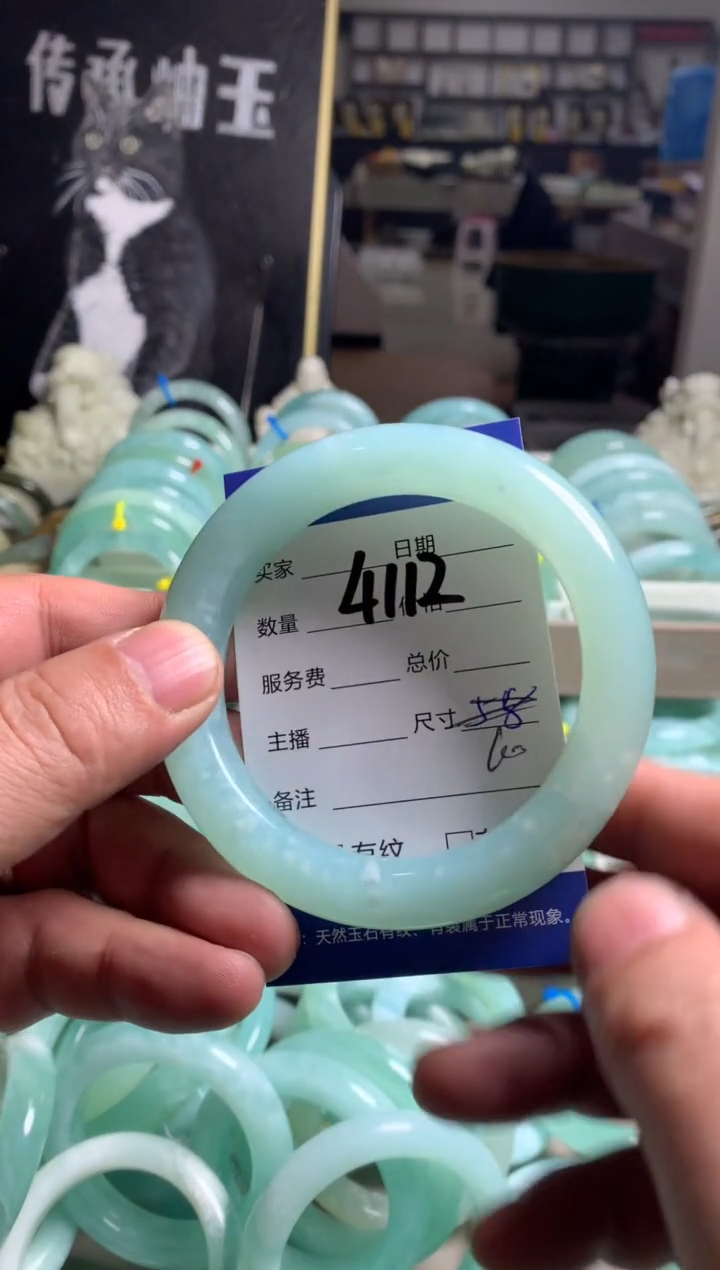 传承岫玉
买家 日期
4112
数量
服务费 总价
主播 尺寸 58
60
备注
有纹
：天然玉石有纹、有裂属于正常现象。